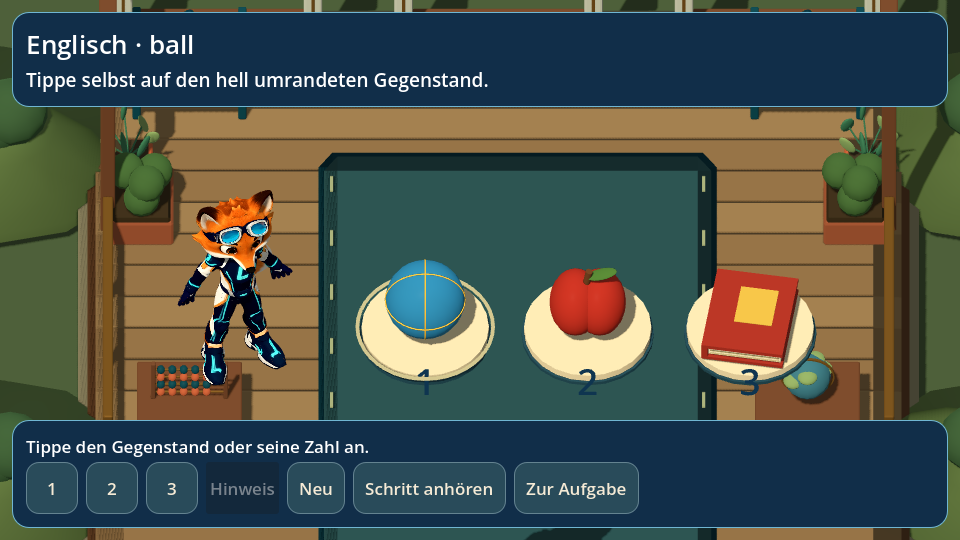 Englisch · ball
Tippe selbst auf den hell umrandeten Gegenstand.
1 2 3
Tippe den Gegenstand oder seine Zahl an.
1 2 3 Hinweis Neu Schritt anhören Zur Aufgabe